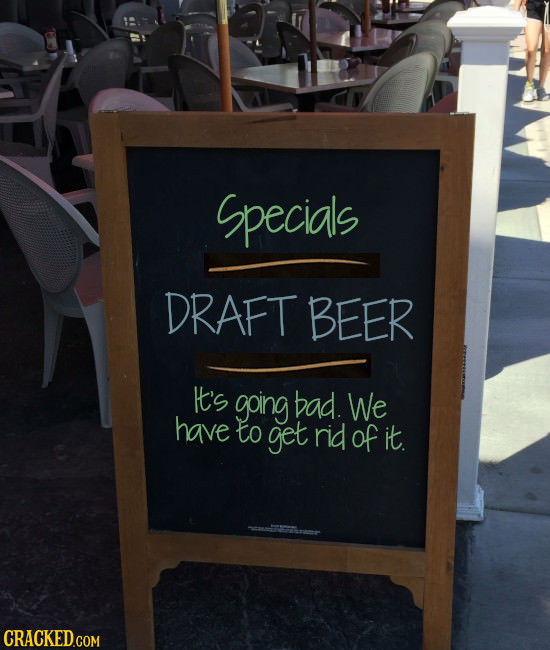 Specials
DRAFT BEER
It's going bad. We
have to get rid of it.
CRACKED.COM